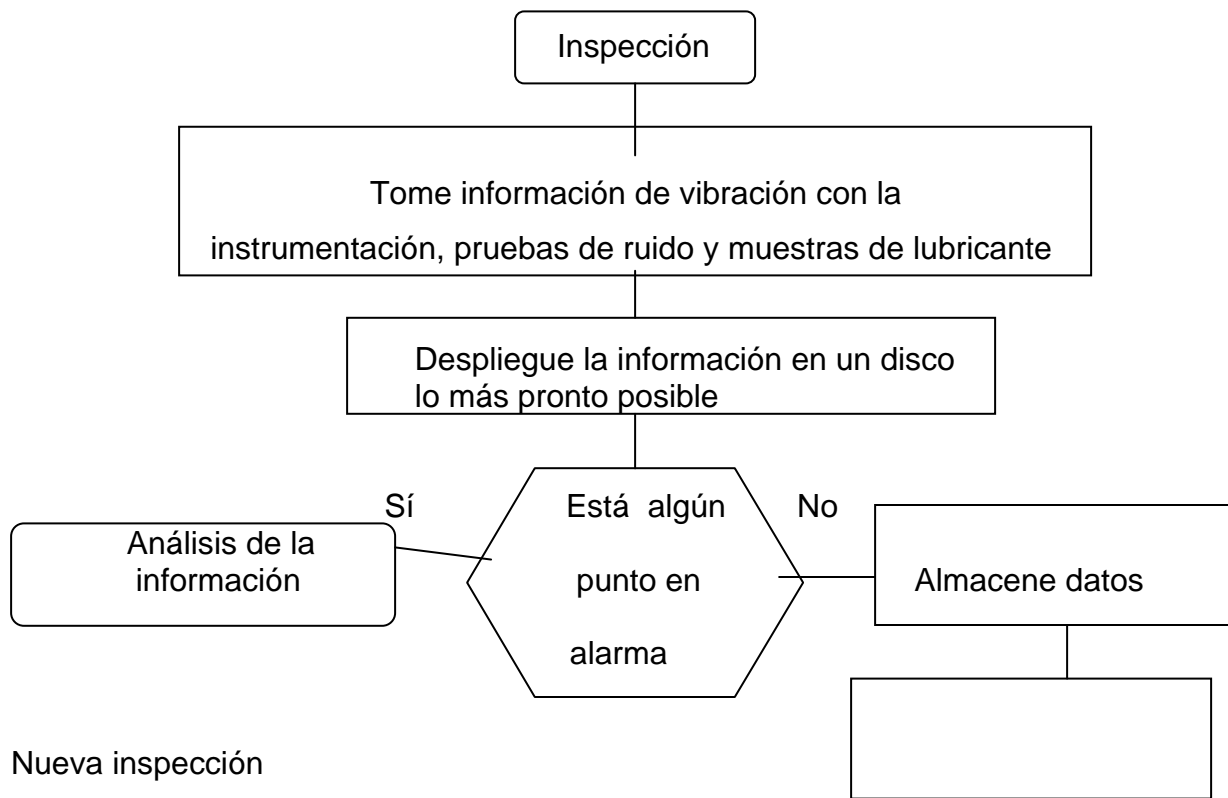 Inspección
Tome información de vibración con la
instrumentación, pruebas de ruido y muestras de lubricante
Despliegue la información en un disco
lo más pronto posible
Sí
Está algún
No
Análisis de la
información
punto en
Almacene datos
alarma
Nueva inspección